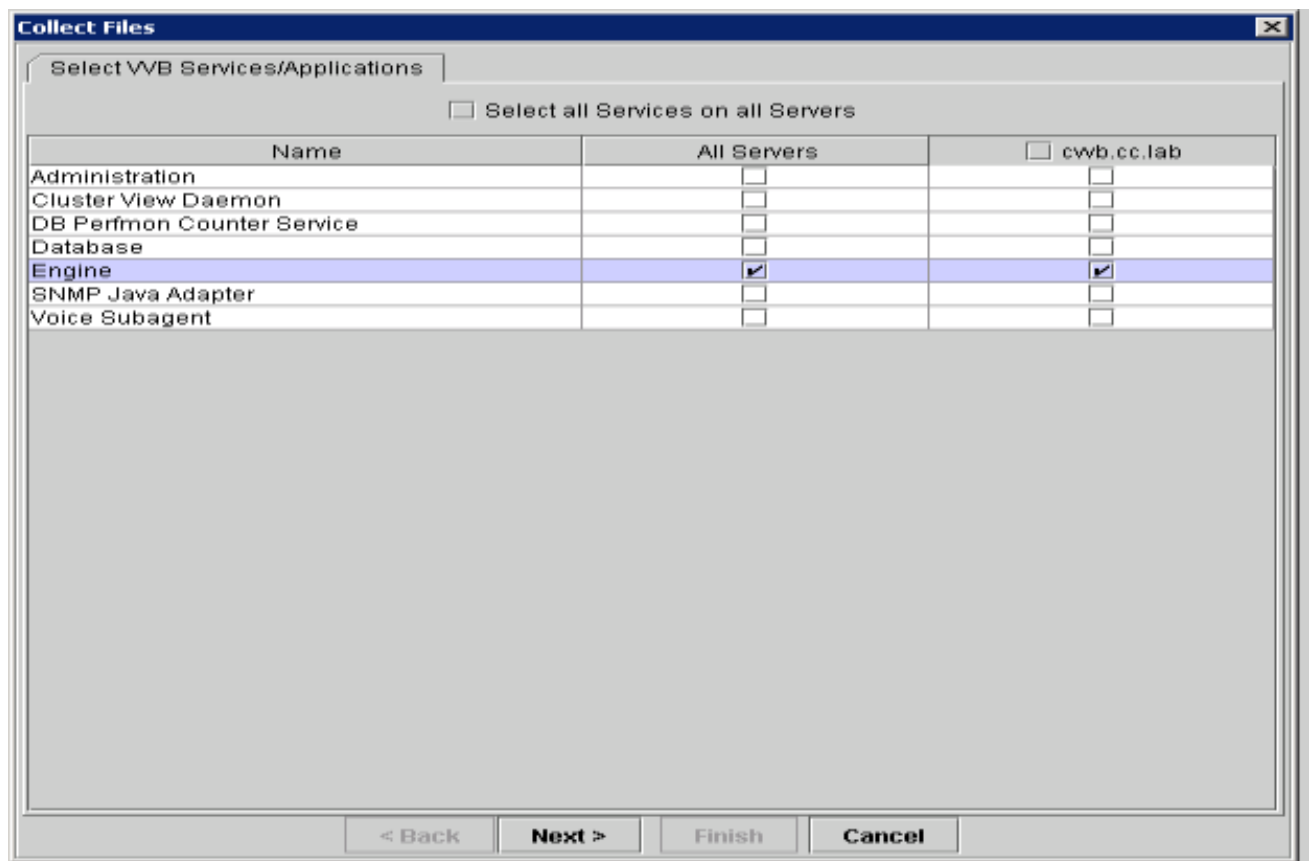 Collect Files
Select VVB Services/Applications
Select all Services on all Servers
Name All Servers cvvb.cc.lab
Administration
Cluster View Daemon
DB Perfmon Counter Service
Database
Engine
SNMP Java Adapter
Voice Subagent
< Back Next > Finish Cancel